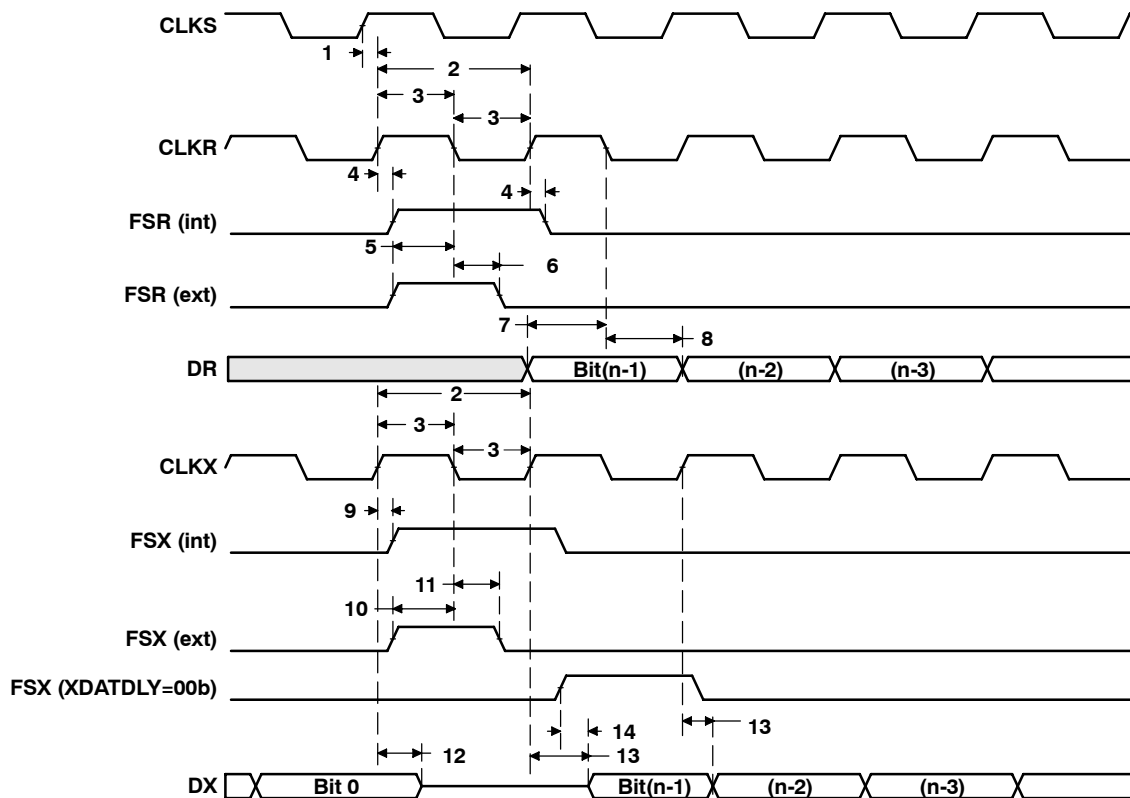 CLKS
1
2
3
3
CLKR
4
4
FSR (int)
5
6
FSR (ext)
7
8
DR
Bit(n-1)
(n-2)
(n-3)
2
3
3
CLKX
9
FSX (int)
11
10
FSX (ext)
FSX (XDATDLY=00b)
14
13
12
13
DX
Bit 0
Bit(n-1)
(n-2)
(n-3)